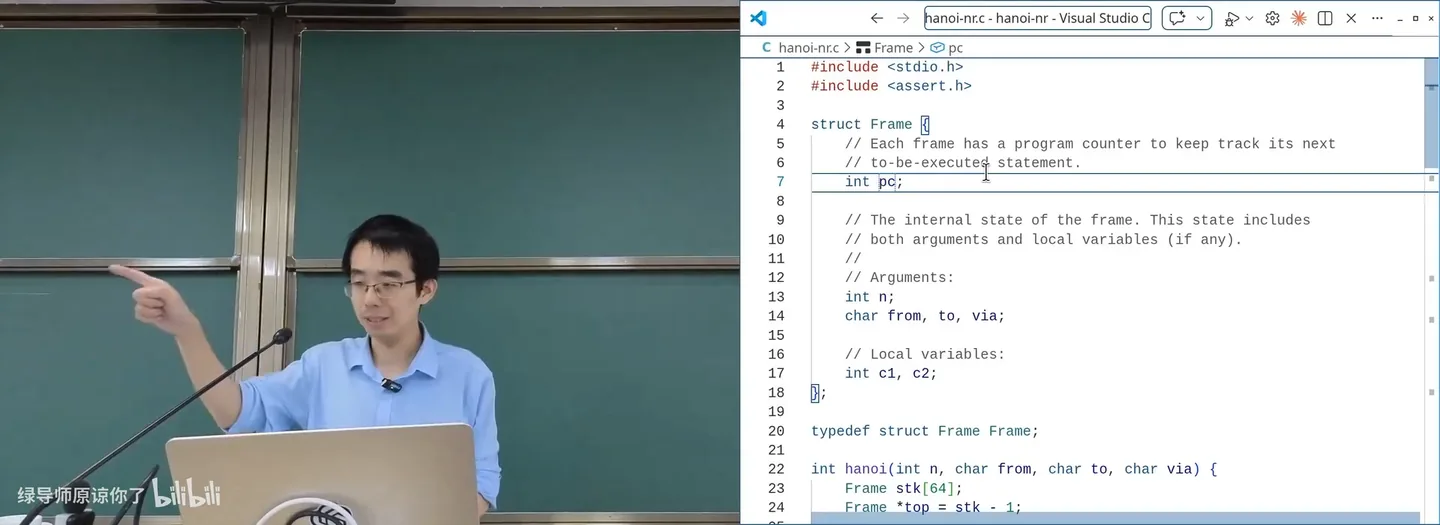 绿导师原谅你了 bilibili
hanoi-nr.c - hanoi-nr - Visual Studio C
C hanoi-nr.c > Frame > pc
1 #include <stdio.h>
2 #include <assert.h>
3
4 struct Frame {
5 // Each frame has a program counter to keep track its next
6 // to-be-executed statement.
7 int pc;
8
9 // The internal state of the frame. This state includes
10 // both arguments and local variables (if any).
11 //
12 // Arguments:
13 int n;
14 char from, to, via;
15
16 // Local variables:
17 int c1, c2;
18 };
19
20 typedef struct Frame Frame;
21
22 int hanoi(int n, char from, char to, char via) {
23 Frame stk[64];
24 Frame *top = stk - 1;